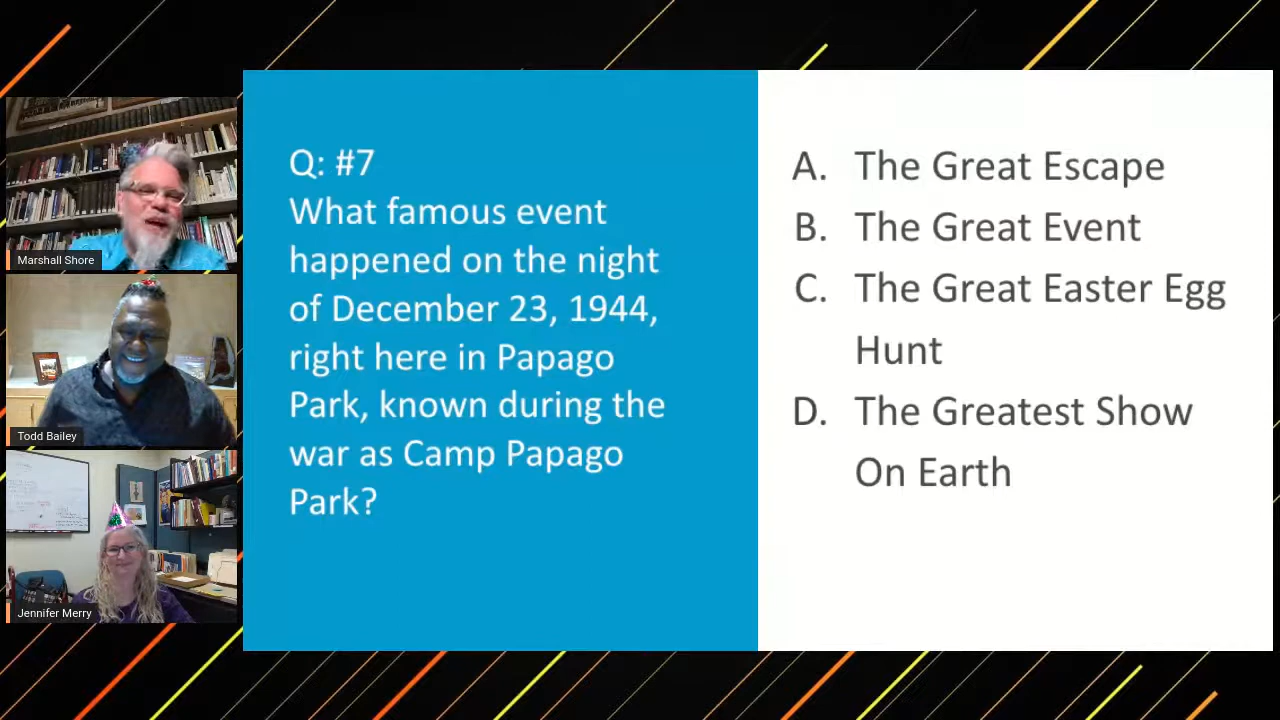 Q: #7
What famous event
happened on the night
of December 23, 1944,
right here in Papago
Park, known during the
war as Camp Papago
Park?
A. The Great Escape
B. The Great Event
C. The Great Easter Egg
Hunt
D. The Greatest Show
On Earth
Marshall Shore
Todd Bailey
Jennifer Merry